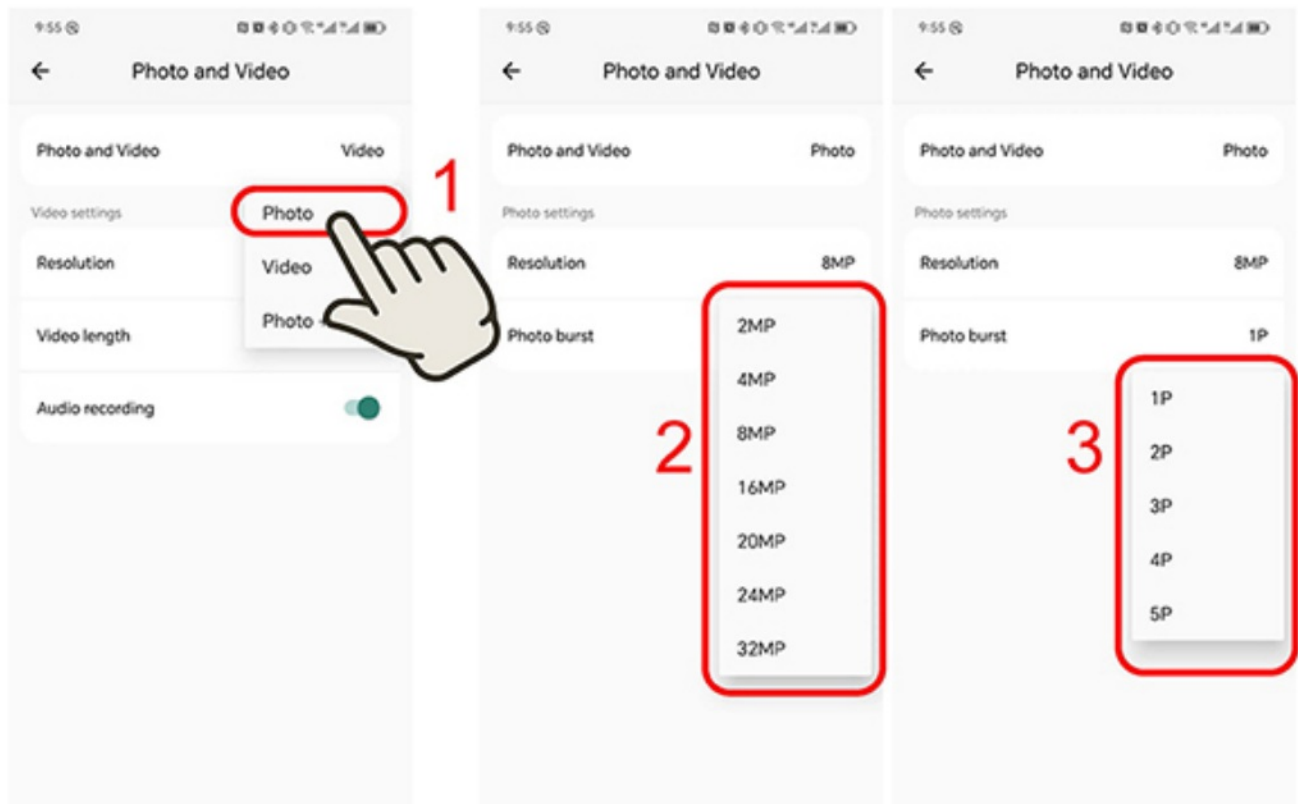 9:55
Photo and Video
Photo and Video Video
Video settings
Photo
Resolution
Video
Video length
Photo
Audio recording
1
9:55
Photo and Video
Photo and Video Photo
Photo settings
Resolution 8MP
Photo burst
2MP
4MP
8MP
16MP
20MP
24MP
32MP
2
9:55
Photo and Video
Photo and Video Photo
Photo settings
Resolution 8MP
Photo burst 1P
1P
2P
3P
4P
5P
3